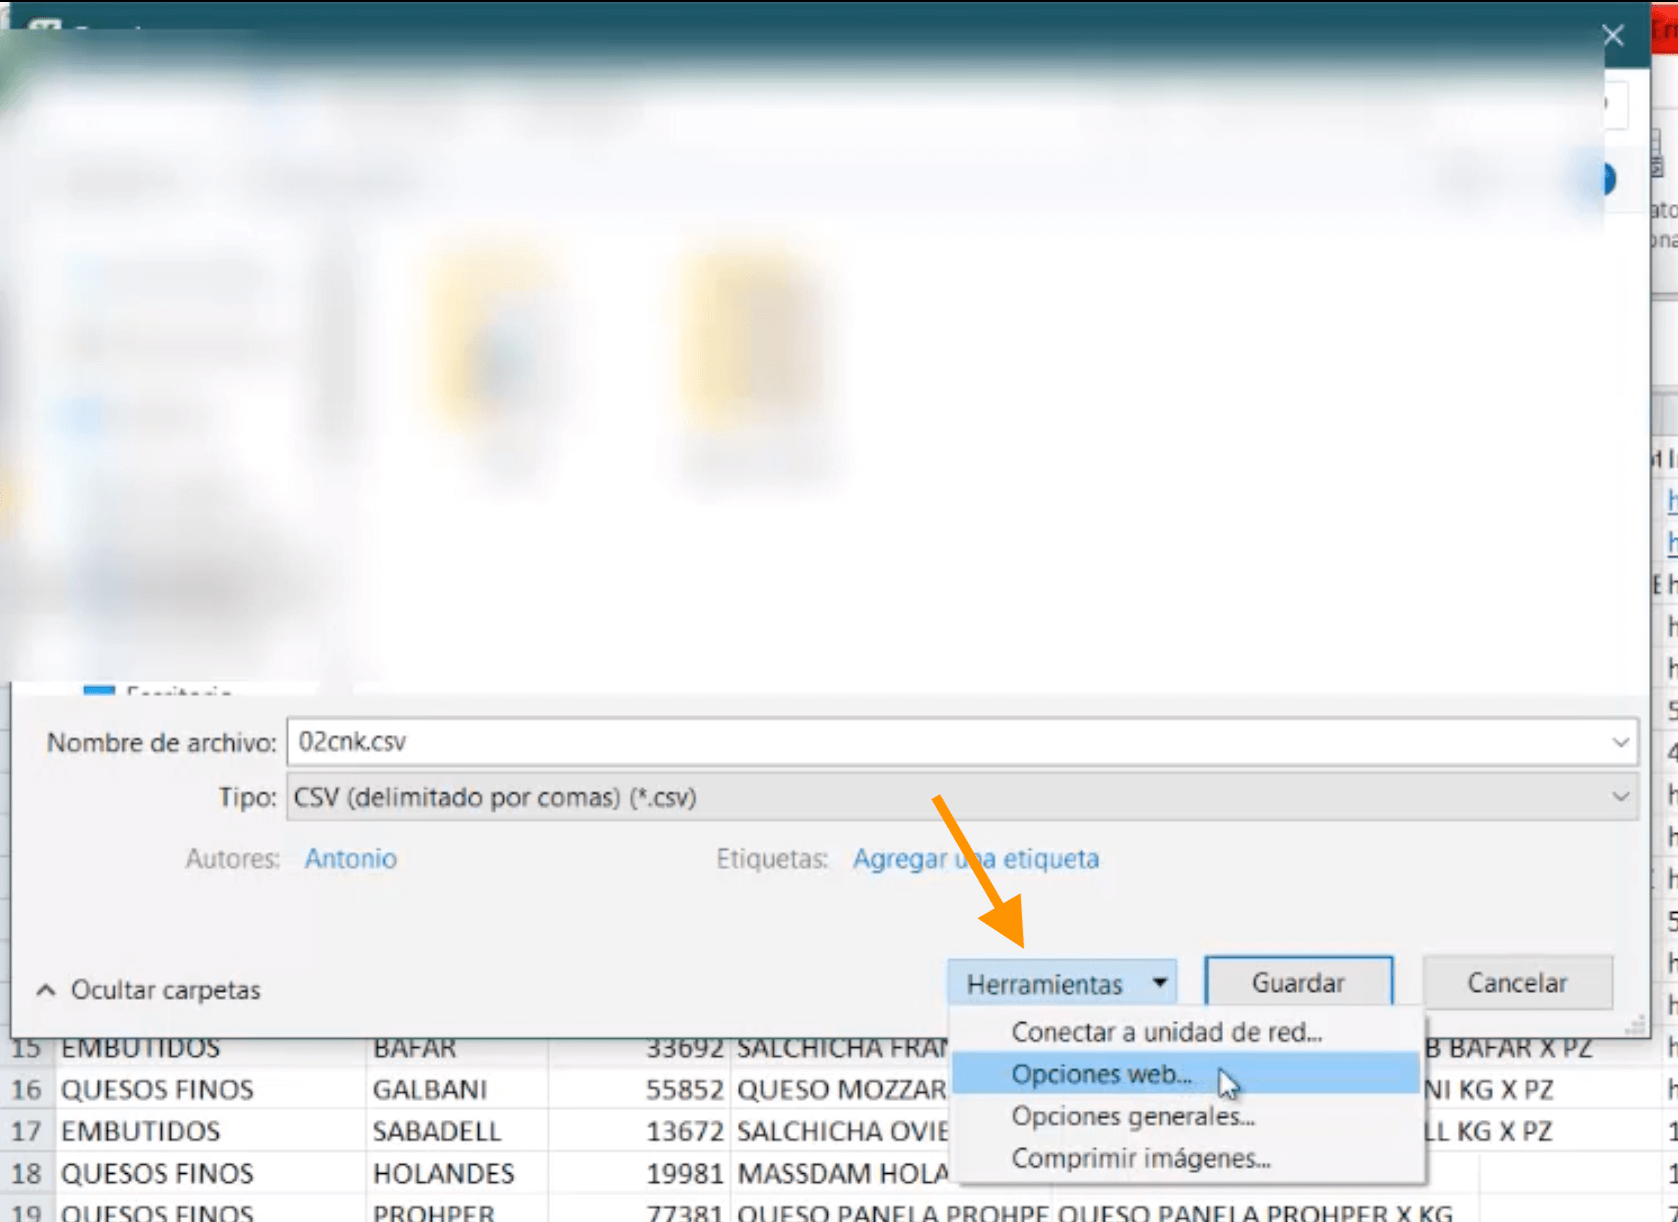 Nombre de archivo: 02cnk.csv
Tipo: CSV (delimitado por comas) (*.csv)
Autores: Antonio Etiquetas: Agregar una etiqueta
Ocultar carpetas Herramientas Guardar Cancelar
Conectar a unidad de red...
Opciones web...
Opciones generales...
Comprimir imágenes...
15 EMBUTIDOS BAFAR 33692 SALCHICHA FRAN B BAFAR X PZ
16 QUESOS FINOS GALBANI 55852 QUESO MOZZAR NI KG X PZ
17 EMBUTIDOS SABADELL 13672 SALCHICHA OVIE LL KG X PZ
18 QUESOS FINOS HOLANDES 19981 MASSDAM HOLA
19 QUESOS FINOS PROHPER 77381 QUESO PANELA PROHPE QUESO PANELA PROHPER X KG